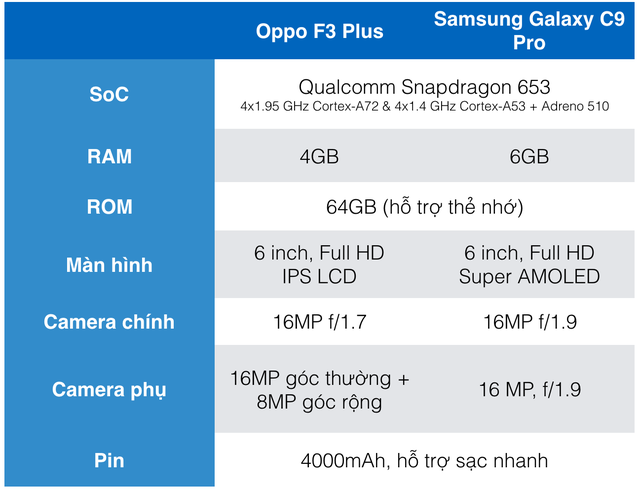 Oppo F3 Plus
Samsung Galaxy C9
Pro
SoC
Qualcomm Snapdragon 653
4x1.95 GHz Cortex-A72 & 4x1.4 GHz Cortex-A53 + Adreno 510
RAM
4GB
6GB
ROM
64GB (hỗ trợ thẻ nhớ)
Màn hình
6 inch, Full HD
IPS LCD
6 inch, Full HD
Super AMOLED
Camera chính
16MP f/1.7
16MP f/1.9
Camera phụ
16MP góc thường +
8MP góc rộng
16 MP, f/1.9
Pin
4000mAh, hỗ trợ sạc nhanh